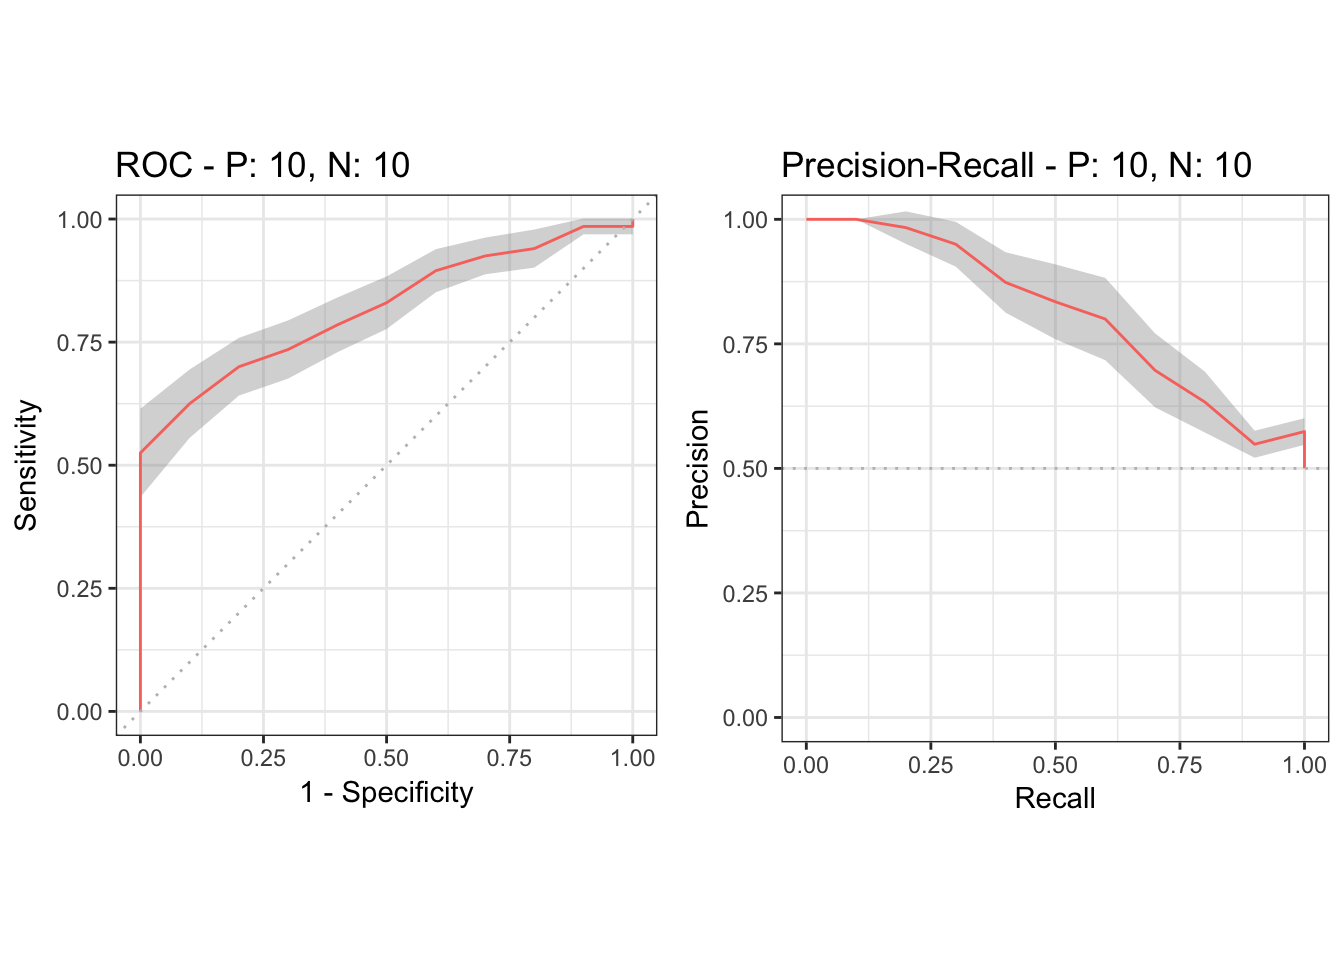 ROC - P: 10, N: 10
1.00
0.75
0.50
0.25
0.00
Sensitivity
0.00 0.25 0.50 0.75 1.00
1 - Specificity
Precision-Recall - P: 10, N: 10
1.00
0.75
0.50
0.25
0.00
Precision
0.00 0.25 0.50 0.75 1.00
Recall